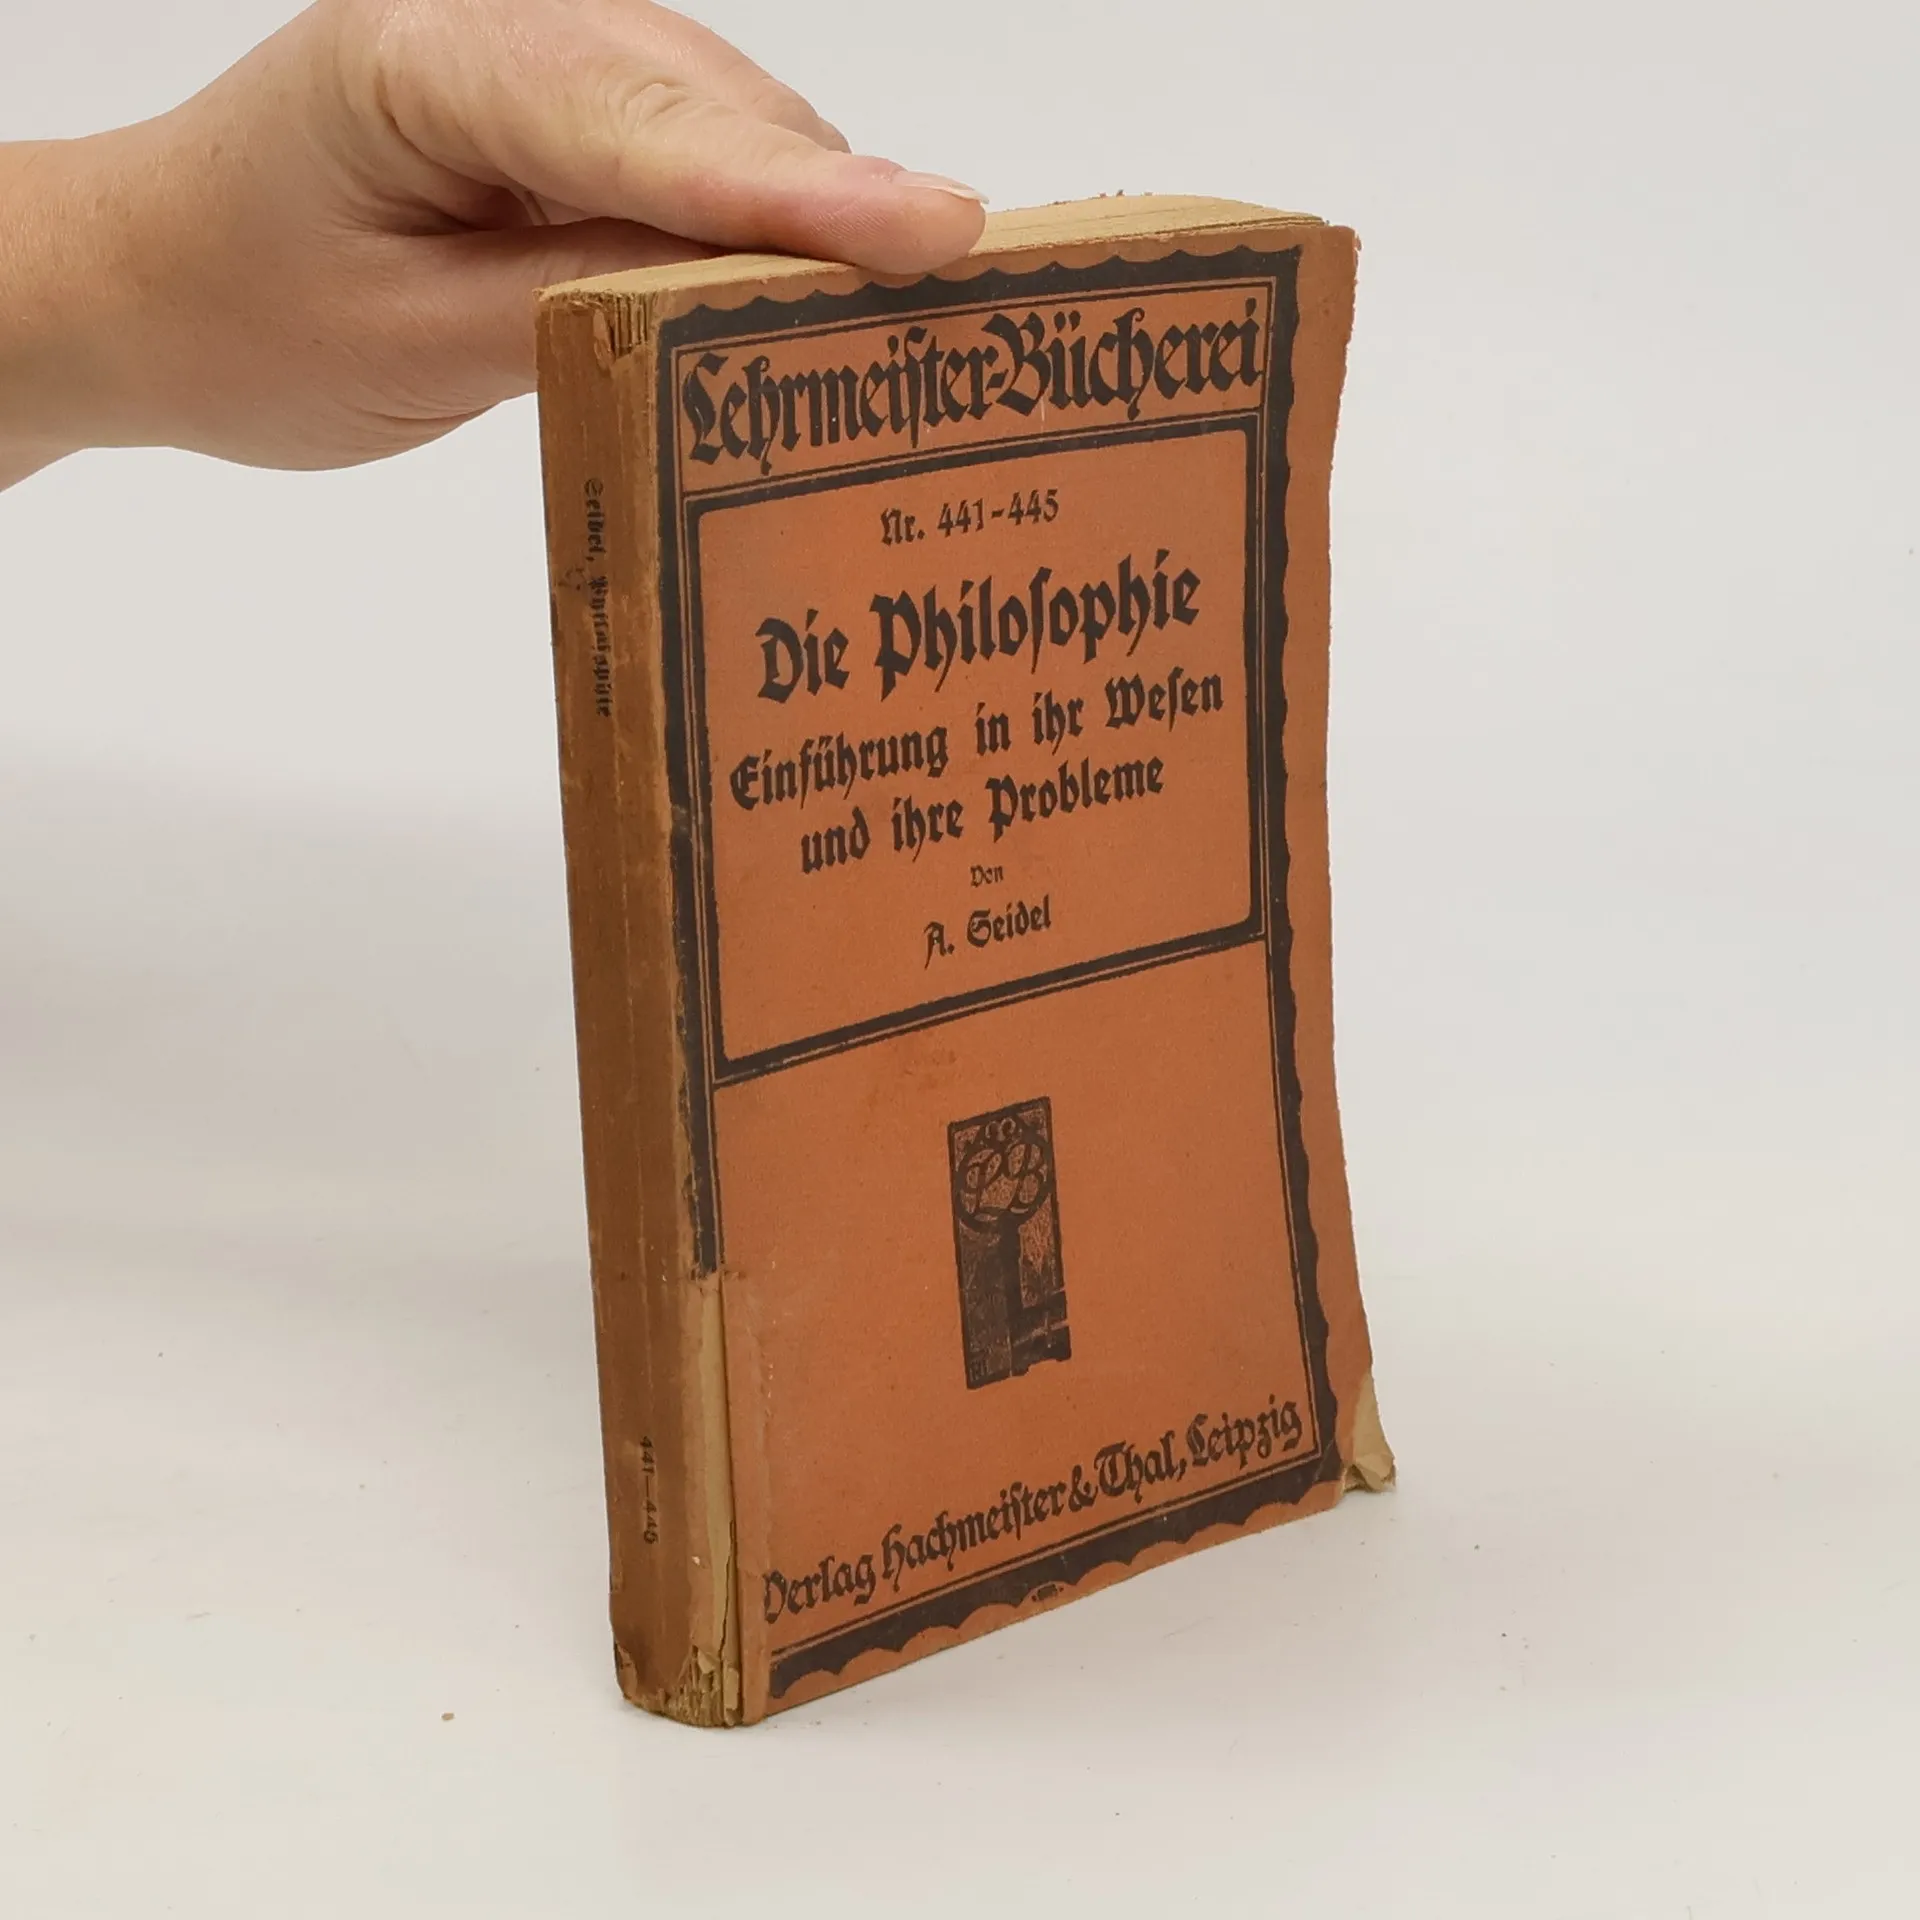 Lehrmeister-Bücherei
Nr. 441-445
Die Philosophie
Einführung in ihr Wesen
und ihre Probleme
Von
A. Seidel
LB
Verlag Hachmeister & Thal, Leipzig
Seidel, Philosophie
441—445